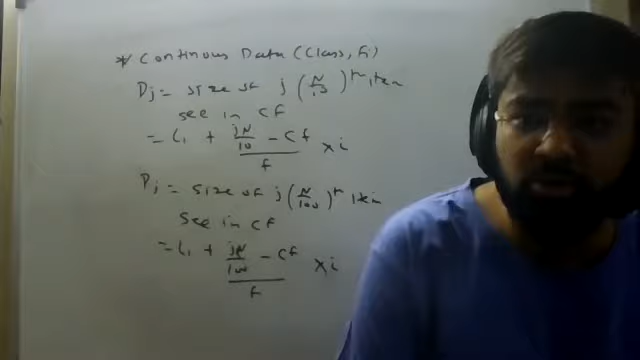 * Continous Data (Class, fi)
Dj = size of j (N/10)th item
see in cf
= L1 + jN/10 - cf / f × i
Pj = size of j (N/100)th item
see in cf
= L1 + jN/100 - cf / f × i